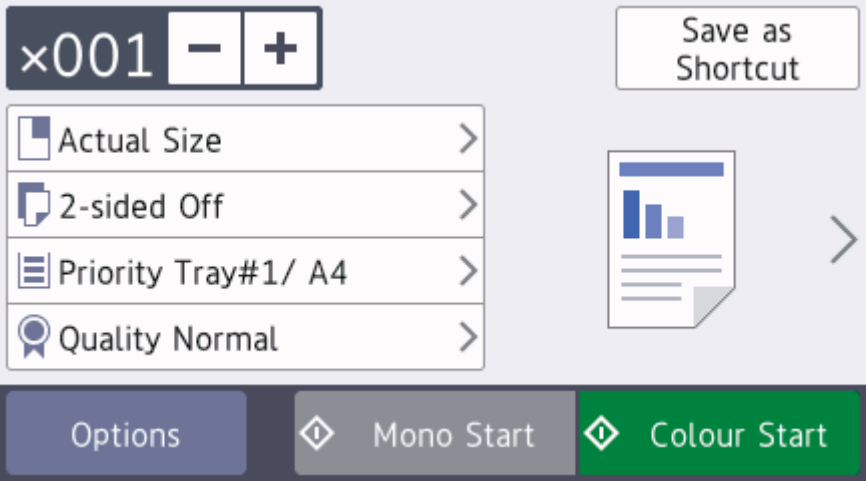 ×001
− +
Save as
Shortcut
Actual Size
2-sided Off
Priority Tray#1/ A4
Quality Normal
Options
Mono Start
Colour Start